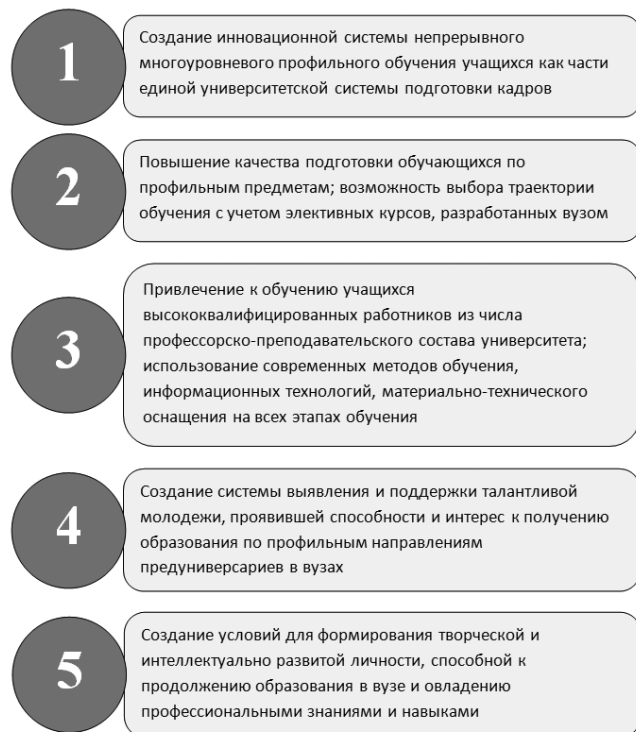 1
Создание инновационной системы непрерывного
многоуровневого профильного обучения учащихся как части
единой университетской системы подготовки кадров
2
Повышение качества подготовки обучающихся по
профильным предметам; возможность выбора траектории
обучения с учетом элективных курсов, разработанных вузом
3
Привлечение к обучению учащихся
высококвалифицированных работников из числа
профессорско-преподавательского состава университета;
использование современных методов обучения,
информационных технологий, материально-технического
оснащения на всех этапах обучения
4
Создание системы выявления и поддержки талантливой
молодежи, проявившей способности и интерес к получению
образования по профильным направлениям
предуниверсариев в вузах
5
Создание условий для формирования творческой и
интеллектуально развитой личности, способной к
продолжению образования в вузе и овладению
профессиональными знаниями и навыками